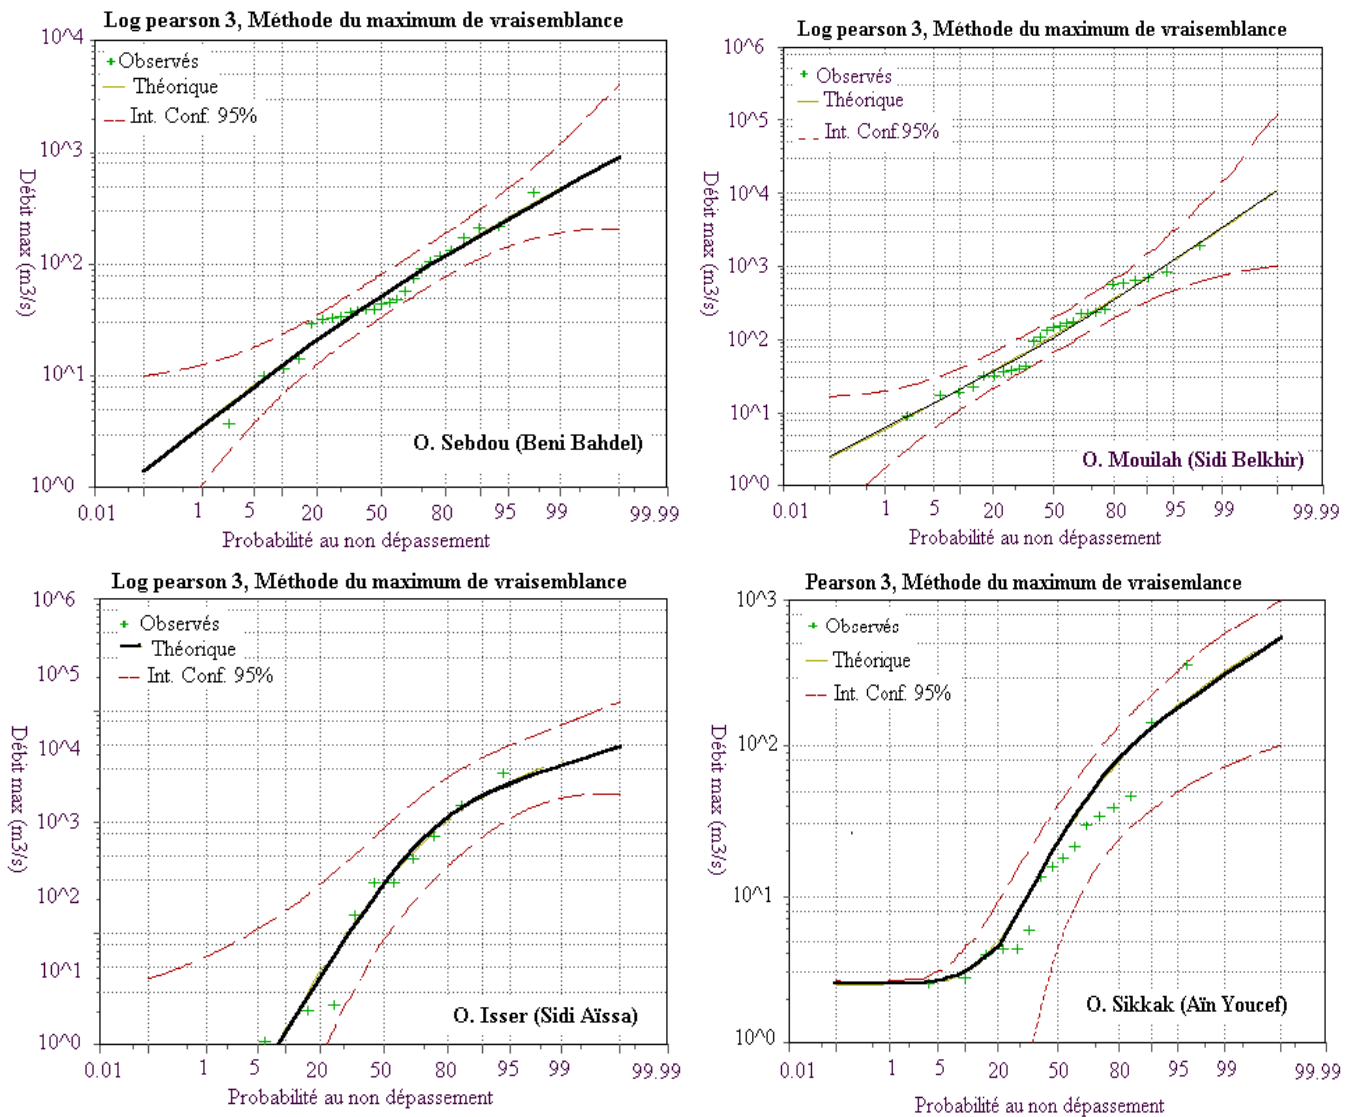 Log pearson 3, Méthode du maximum de vraisemblance
10^4
10^3
10^2
10^1
10^0
Débit max (m3/s)
Observés
Théorique
Int. Conf. 95%
O. Sebdou (Beni Bahdel)
0.01 1 5 20 50 80 95 99 99.99
Probabilité au non dépassement
Log pearson 3, Méthode du maximum de vraisemblance
10^6
10^5
10^4
10^3
10^2
10^1
10^0
Débit max (m3/s)
Observés
Théorique
Int. Conf.95%
O. Mouilah (Sidi Belkhir)
0.01 1 5 20 50 80 95 99 99.99
Probabilité au non dépassement
Log pearson 3, Méthode du maximum de vraisemblance
10^6
10^5
10^4
10^3
10^2
10^1
10^0
Débit max (m3/s)
Observés
Théorique
Int. Conf. 95%
O. Isser (Sidi Aïssa)
0.01 1 5 20 50 80 95 99 99.99
Probabilité au non dépassement
Pearson 3, Méthode du maximum de vraisemlance
10^3
10^2
10^1
10^0
Débit max (m3/s)
Observés
Théorique
Int. Conf. 95%
O. Sikkak (Aïn Youcef)
0.01 1 5 20 50 80 95 99 99.99
Probabilité au non dépassement